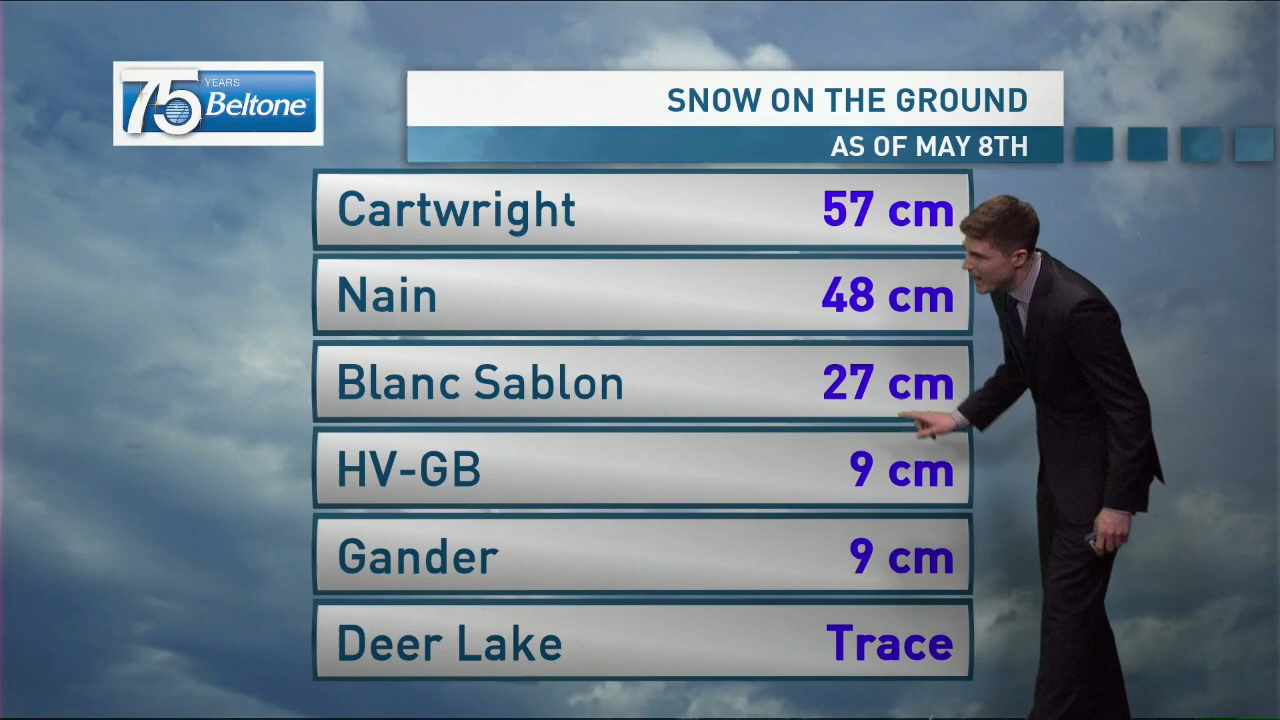 75 YEARS
Beltone
SNOW ON THE GROUND
AS OF MAY 8TH
Cartwright 57 cm
Nain 48 cm
Blanc Sablon 27 cm
HV-GB 9 cm
Gander 9 cm
Deer Lake Trace